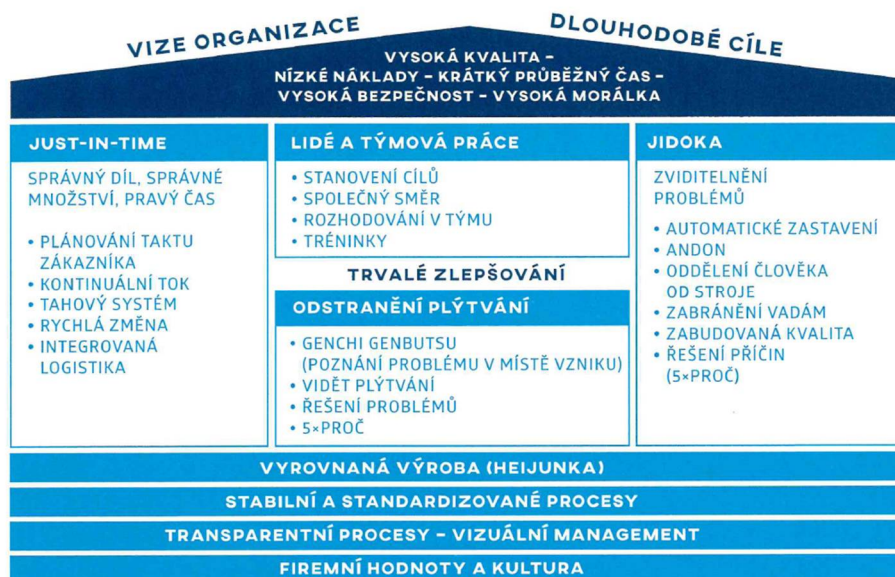 VIZE ORGANIZACE
DLOUHODOBÉ CÍLE
VYSOKÁ KVALITA –
NÍZKÉ NÁKLADY – KRÁTKÝ PRŮBĚŽNÝ ČAS –
VYSOKÁ BEZPEČNOST – VYSOKÁ MORÁLKA
JUST-IN-TIME
SPRÁVNÝ DÍL, SPRÁVNÉ
MNOŽSTVÍ, PRAVÝ ČAS
• PLÁNOVÁNÍ TAKTU
ZÁKAZNÍKA
• KONTINUÁLNÍ TOK
• TAHOVÝ SYSTÉM
• RYCHLÁ ZMĚNA
• INTEGROVANÁ
LOGISTIKA
LIDÉ A TÝMOVÁ PRÁCE
• STANOVENÍ CÍLŮ
• SPOLEČNÝ SMĚR
• ROZHODOVÁNÍ V TÝMU
• TRÉNINKY
TRVALÉ ZLEPŠOVÁNÍ
ODSTRANĚNÍ PLÝTVÁNÍ
• GENCHI GENBUTSU
(POZNÁNÍ PROBLÉMU V MÍSTĚ VZNIKU)
• VIDĚT PLÝTVÁNÍ
• ŘEŠENÍ PROBLÉMŮ
• 5×PROČ
JIDOKA
ZVIDITELNĚNÍ
PROBLÉMŮ
• AUTOMATICKÉ ZASTAVENÍ
• ANDON
• ODDĚLENÍ ČLOVĚKA
OD STROJE
• ZABRÁNĚNÍ VADÁM
• ZABUDOVANÁ KVALITA
• ŘEŠENÍ PŘÍČIN
(5×PROČ)
VYROVNANÁ VÝROBA (HEIJUNKA)
STABILNÍ A STANDARDIZOVANÉ PROCESY
TRANSPARENTNÍ PROCESY – VIZUÁLNÍ MANAGEMENT
FIREMNÍ HODNOTY A KULTURA